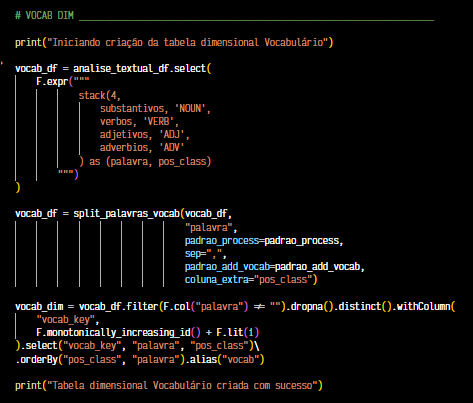 # VOCAB DIM ____________________________________________________________
print("Iniciando criação da tabela dimensional Vocabulário")
vocab_df = analise_textual_df.select(
    F.expr("""
            stack(4,
                substantivos, 'NOUN',
                verbos, 'VERB',
                adjetivos, 'ADJ',
                adverbios, 'ADV'
            ) as (palavra, pos_class)
        """)
)
vocab_df = split_palavras_vocab(vocab_df,
                                "palavra",
                                padrao_process=padrao_process,
                                sep=",",
                                padrao_add_vocab=padrao_add_vocab,
                                coluna_extra="pos_class")
vocab_dim = vocab_df.filter(F.col("palavra") != "").dropna().distinct().withColumn(
    "vocab_key",
    F.monotonically_increasing_id() + F.lit(1)
).select("vocab_key", "palavra", "pos_class")\
.orderBy("pos_class", "palavra").alias("vocab")
print("Tabela dimensional Vocabulário criada com sucesso")